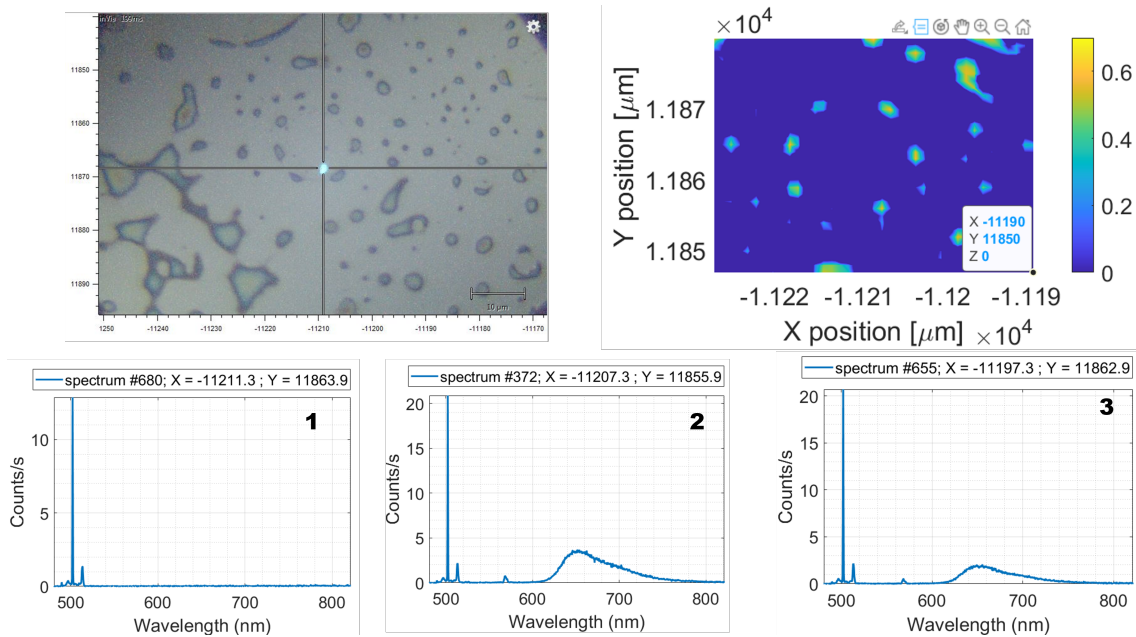 inVia 199ms
11850
11860
11870
11880
11890
10 µm
1250 -11240 -11230 -11220 -11210 -11200 -11190 -11180 -11170
×10⁴
1.187
1.186
1.185
Y position [μm]
X -11190
Y 11850
Z 0
0.6
0.4
0.2
0
-1.122 -1.121 -1.12 -1.119
X position [μm] ×10⁴
spectrum #680; X = -11211.3 ; Y = 11863.9
1
10
5
0
Counts/s
500 600 700 800
Wavelength (nm)
spectrum #372; X = -11207.3 ; Y = 11855.9
2
20
15
10
5
0
Counts/s
500 600 700 800
Wavelength (nm)
spectrum #655; X = -11197.3 ; Y = 11862.9
3
20
15
10
5
0
Counts/s
500 600 700 800
Wavelength (nm)